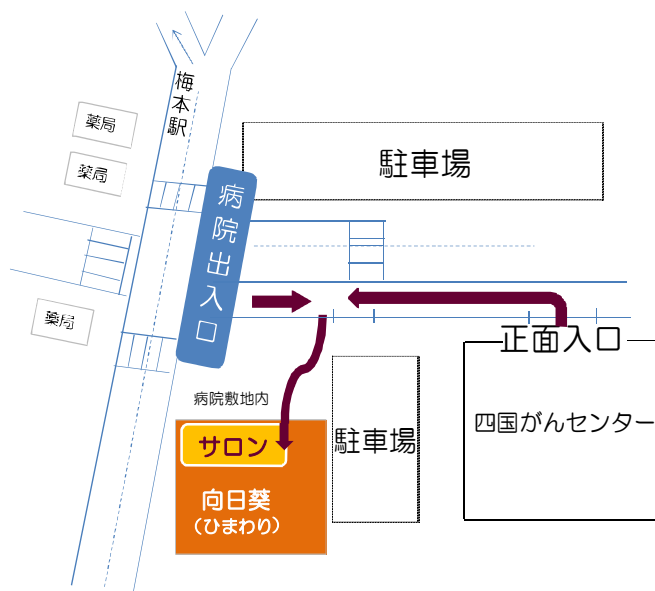 梅本駅
薬局
薬局
駐車場
病院出入口
薬局
正面入口
病院敷地内
四国がんセンター
サロン
駐車場
向日葵
（ひまわり）